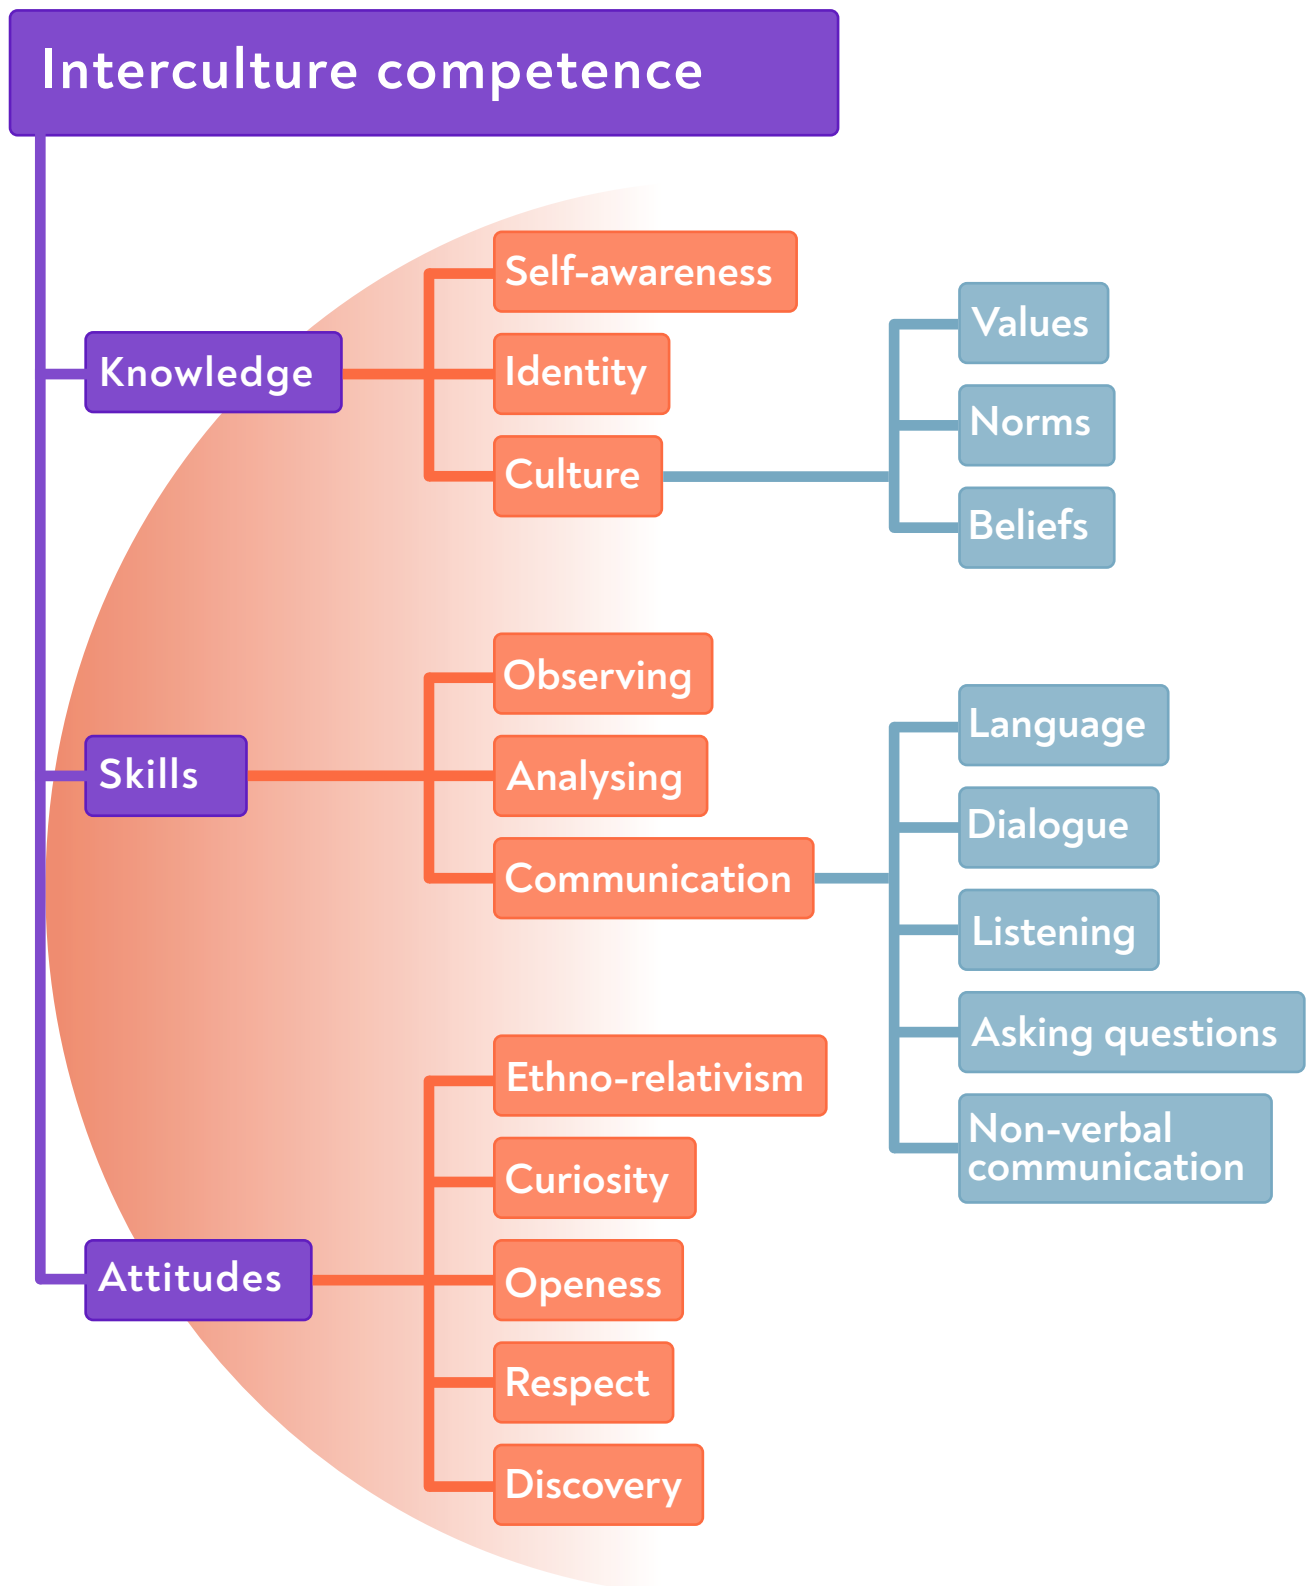 Interculture competence
Knowledge
Self-awareness
Identity
Culture
Values
Norms
Beliefs
Skills
Observing
Analysing
Communication
Language
Dialogue
Listening
Asking questions
Non-verbal
communication
Attitudes
Ethno-relativism
Curiosity
Openess
Respect
Discovery